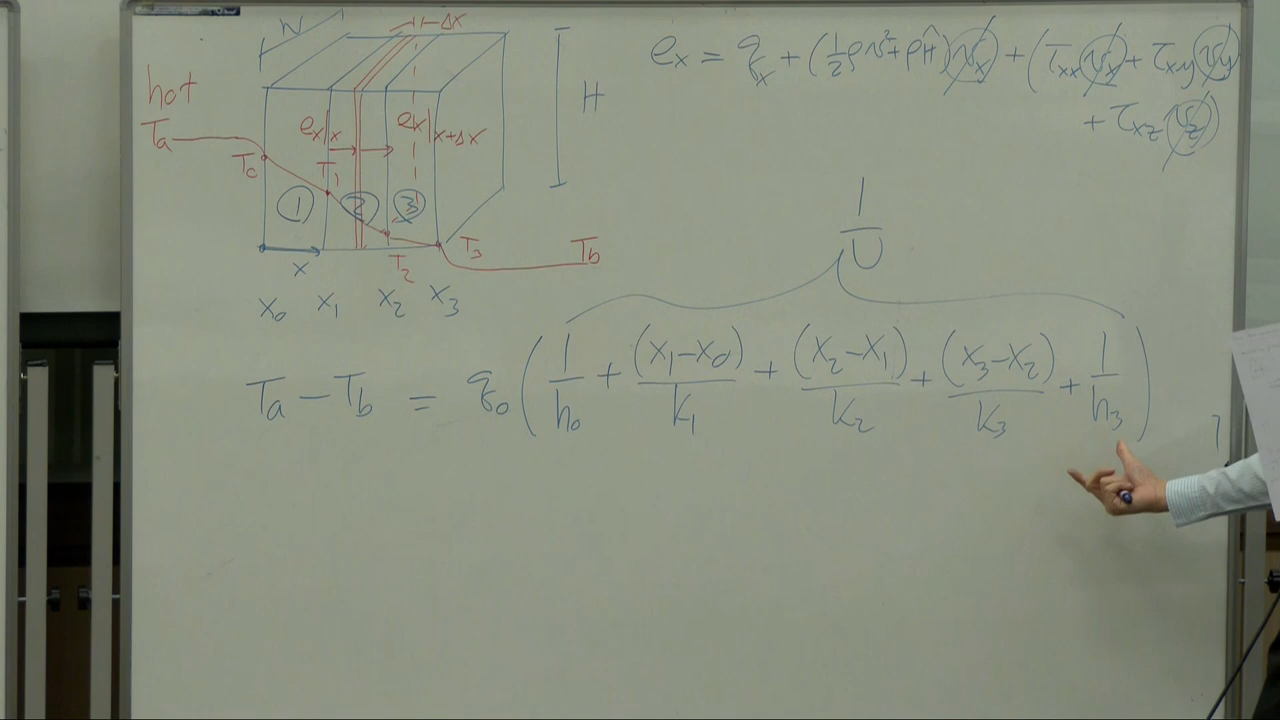 W
Δx
hot
Ta
T0
T1
ex|x
ex|x+Δx
H
① ② ③
T2
T3
Tb
x
x0 x1 x2 x3
ex = qx + (1/2 ρv² + ρĤ)vx + (τxx vx + τxy vy
+ τxz vz)
1/U
Ta − Tb = q0 (1/h0 + (x1−x0)/k1 + (x2−x1)/k2 + (x3−x2)/k3 + 1/h3)